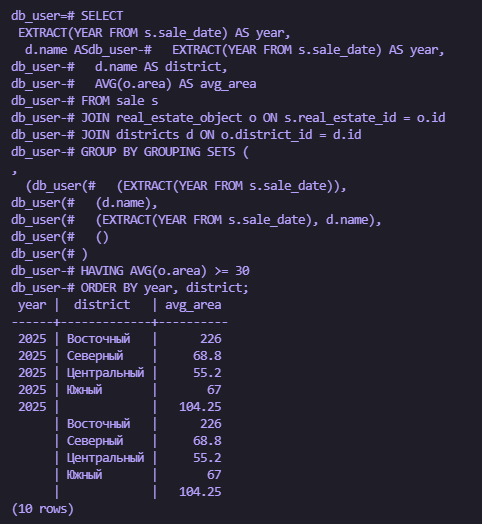 db_user=# SELECT
 EXTRACT(YEAR FROM s.sale_date) AS year,
  d.name ASdb_user-#   EXTRACT(YEAR FROM s.sale_date) AS year,
db_user-#   d.name AS district,
db_user-#   AVG(o.area) AS avg_area
db_user-# FROM sale s
db_user-# JOIN real_estate_object o ON s.real_estate_id = o.id
db_user-# JOIN districts d ON o.district_id = d.id
db_user-# GROUP BY GROUPING SETS (
,
  (db_user(#   (EXTRACT(YEAR FROM s.sale_date)),
db_user(#   (d.name),
db_user(#   (EXTRACT(YEAR FROM s.sale_date), d.name),
db_user(#   ()
db_user(# )
db_user-# HAVING AVG(o.area) >= 30
db_user-# ORDER BY year, district;
 year |  district   | avg_area
------+-------------+----------
 2025 | Восточный   |      226
 2025 | Северный    |     68.8
 2025 | Центральный |     55.2
 2025 | Южный       |       67
 2025 |             |   104.25
      | Восточный   |      226
      | Северный    |     68.8
      | Центральный |     55.2
      | Южный       |       67
      |             |   104.25
(10 rows)